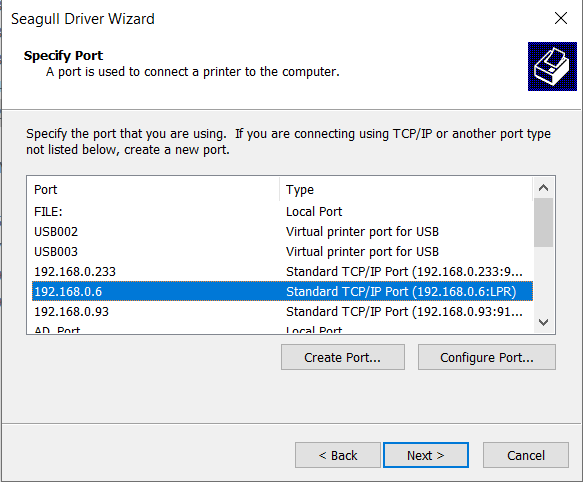 Seagull Driver Wizard
Specify Port
A port is used to connect a printer to the computer.
Specify the port that you are using.  If you are connecting using TCP/IP or another port type
not listed below, create a new port.
Port Type
FILE: Local Port
USB002 Virtual printer port for USB
USB003 Virtual printer port for USB
192.168.0.233 Standard TCP/IP Port (192.168.0.233:9...
192.168.0.6 Standard TCP/IP Port (192.168.0.6:LPR)
192.168.0.93 Standard TCP/IP Port (192.168.0.93:91...
AD_Port Local Port
Create Port... Configure Port...
< Back Next > Cancel